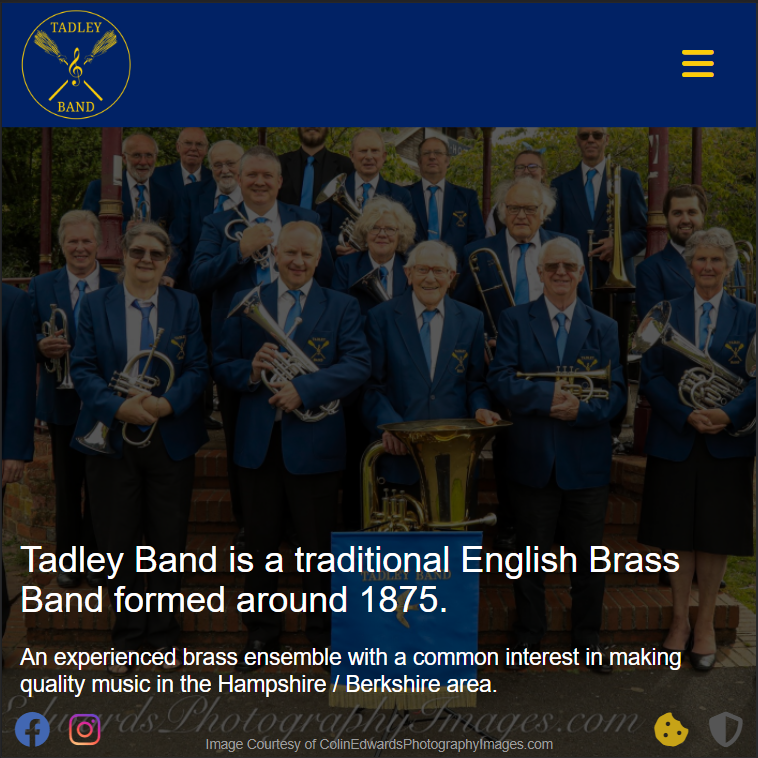 TADLEY
BAND
TADLEY BAND
Tadley Band is a traditional English Brass
Band formed around 1875.
An experienced brass ensemble with a common interest in making
quality music in the Hampshire / Berkshire area.
EdwardsPhotographyImages.com
Image Courtesy of ColinEdwardsPhotographyImages.com